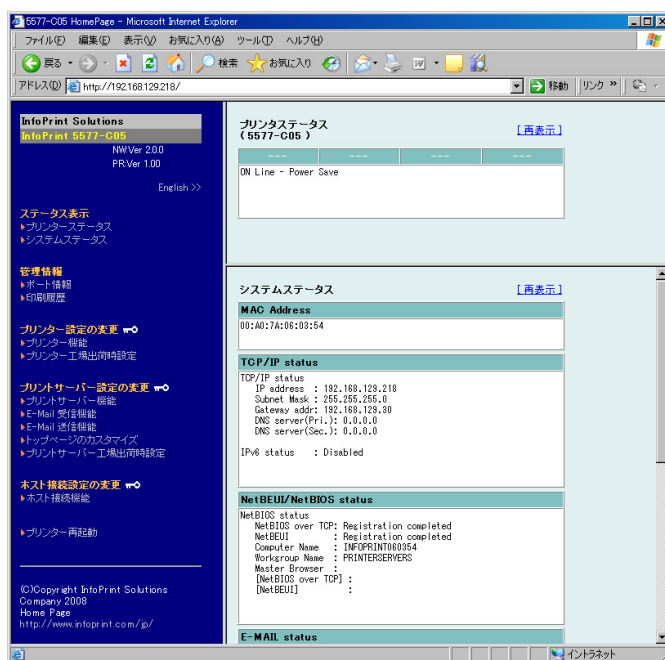 5577-C05 HomePage - Microsoft Internet Explorer
ファイル(F) 編集(E) 表示(V) お気に入り(A) ツール(T) ヘルプ(H)
戻る 検索 お気に入り
アドレス(D) http://192.168.129.218/ 移動 リンク »
InfoPrint Solutions
InfoPrint 5577-C05
NW.Ver 2.0.0
PR.Ver 1.00
English >>
ステータス表示
プリンターステータス
システムステータス
管理情報
ポート情報
印刷履歴
プリンター設定の変更
プリンター機能
プリンター工場出荷時設定
プリントサーバー設定の変更
プリントサーバー機能
E-Mail 受信機能
E-Mail 送信機能
トップページのカスタマイズ
プリントサーバー工場出荷時設定
ホスト接続設定の変更
ホスト接続機能
プリンター再起動
(C)Copyright InfoPrint Solutions
Company 2008
Home Page
http://www.infoprint.com/jp/
プリンタステータス
( 5577-C05 )
[ 再表示 ]
--- --- --- ---
ON Line - Power Save
システムステータス [ 再表示 ]
MAC Address
00:A0:7A:06:03:54
TCP/IP status
TCP/IP status
IP address : 192.168.129.218
Subnet Mask : 255.255.255.0
Gateway addr: 192.168.129.30
DNS server(Pri.): 0.0.0.0
DNS server(Sec.): 0.0.0.0
IPv6 status : Disabled
NetBEUI/NetBIOS status
NetBIOS status
NetBIOS over TCP: Registration completed
NetBEUI : Registration completed
Computer Name : INFOPRINT060354
Workgroup Name : PRINTERSERVERS
Master Browser :
[NetBIOS over TCP] :
[NetBEUI] :
E-MAIL status
イントラネット